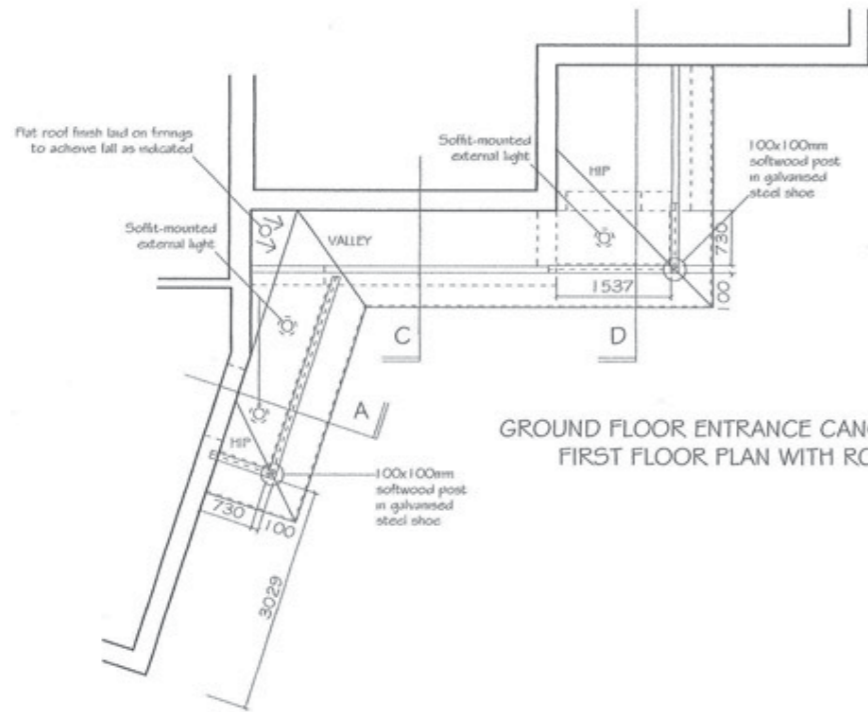 Flat roof finish laid on firrings
to achieve fall as indicated
Soffit-mounted
external light
Soffit-mounted
external light
100x100mm
softwood post
in galvanised
steel shoe
HIP
VALLEY
730
100
1537
C
D
A
HIP
GROUND FLOOR ENTRANCE CANO
FIRST FLOOR PLAN WITH RO
100x100mm
softwood post
in galvanised
steel shoe
730
100
3029